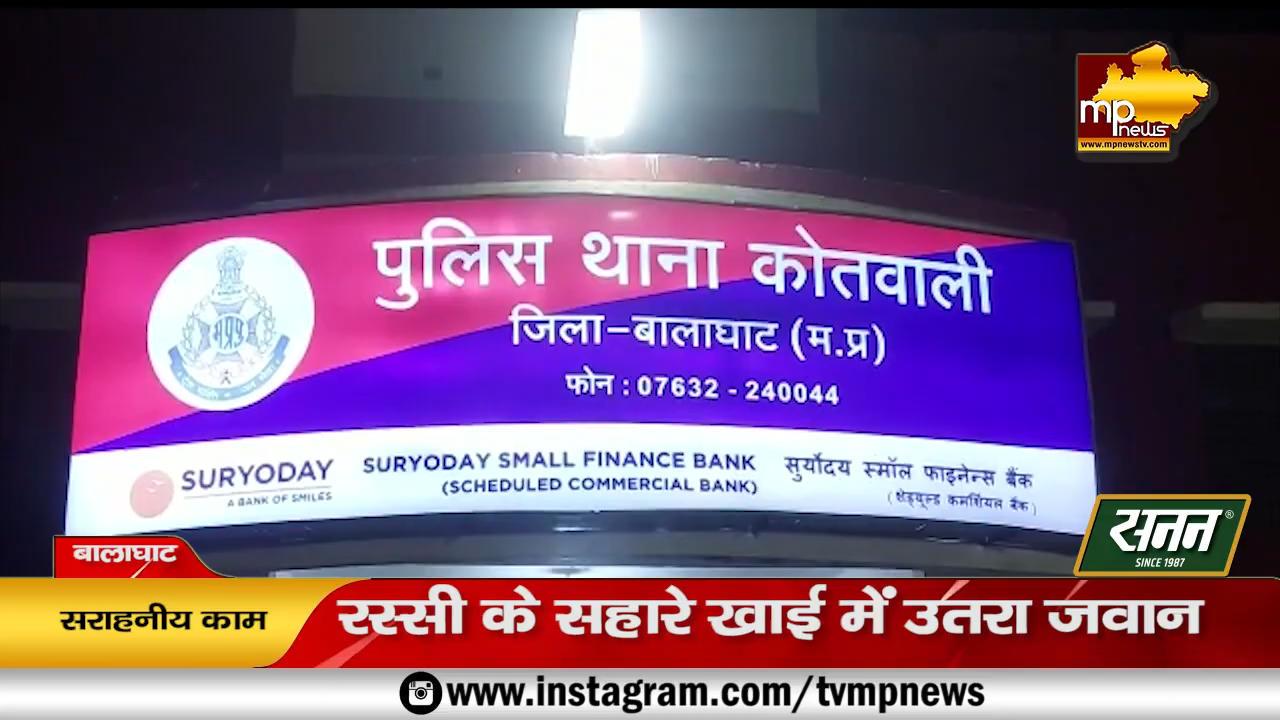 mp
news
www.mpnewstv.com
पुलिस थाना कोतवाली
जिला-बालाघाट (म.प्र)
फोन : 07632 - 240044
म.प्र.पु
SURYODAY
A BANK OF SMILES
SURYODAY SMALL FINANCE BANK
(SCHEDULED COMMERCIAL BANK)
सुर्योदय स्मॉल फाइनेन्स बैंक
(क्षेड्यूल्ड कमर्शियल बैंक)
सनन®
SINCE 1987
बालाघाट
सराहनीय काम
रस्सी के सहारे खाई में उतरा जवान
www.instagram.com/tvmpnews